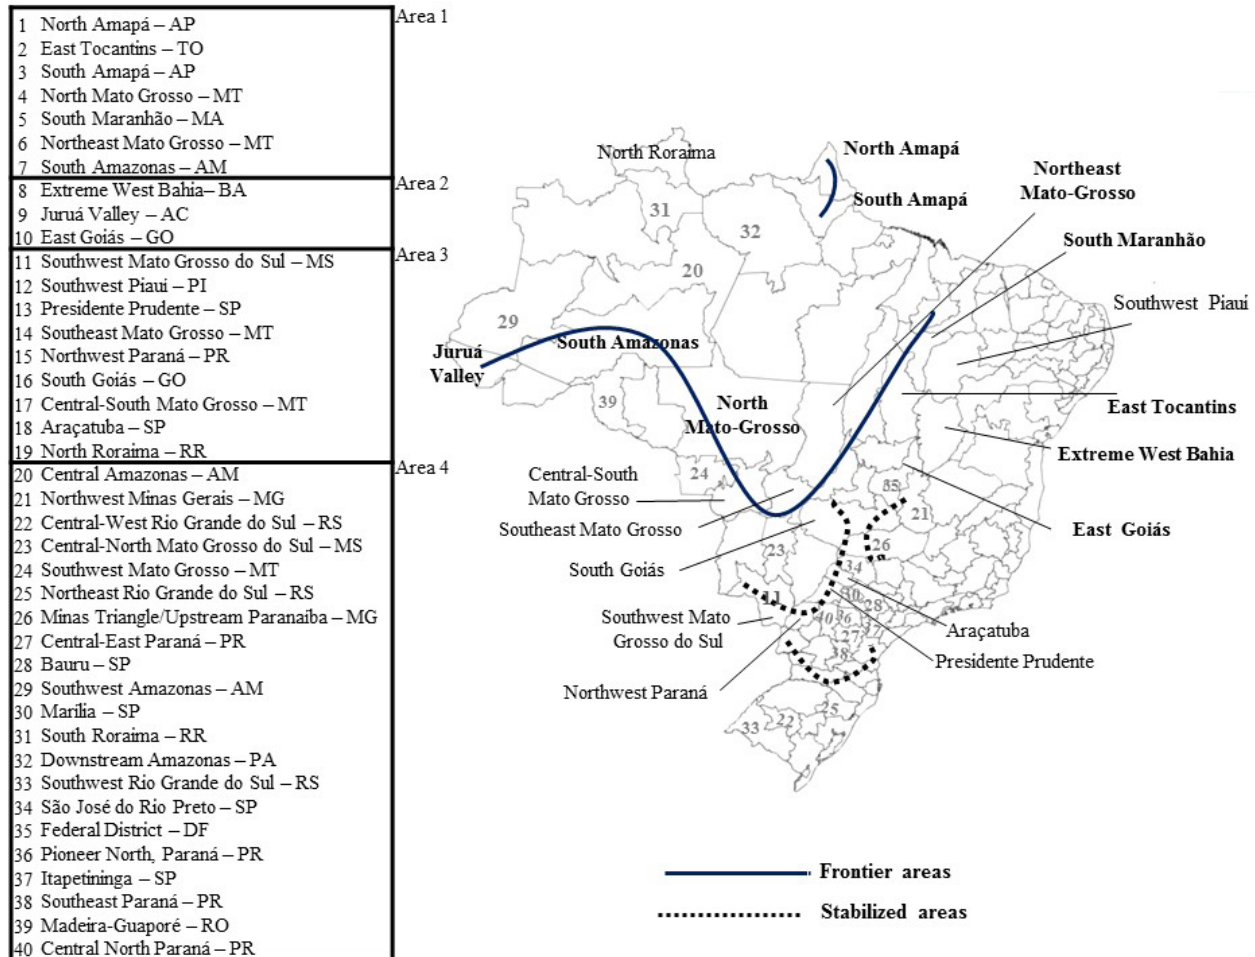 Area 1
1 North Amapá – AP
2 East Tocantins – TO
3 South Amapá – AP
4 North Mato Grosso – MT
5 South Maranhão – MA
6 Northeast Mato Grosso – MT
7 South Amazonas – AM
Area 2
8 Extreme West Bahia– BA
9 Juruá Valley – AC
10 East Goiás – GO
Area 3
11 Southwest Mato Grosso do Sul – MS
12 Southwest Piaui – PI
13 Presidente Prudente – SP
14 Southeast Mato Grosso – MT
15 Northwest Paraná – PR
16 South Goiás – GO
17 Central-South Mato Grosso – MT
18 Araçatuba – SP
19 North Roraima – RR
Area 4
20 Central Amazonas – AM
21 Northwest Minas Gerais – MG
22 Central-West Rio Grande do Sul – RS
23 Central-North Mato Grosso do Sul – MS
24 Southwest Mato Grosso – MT
25 Northeast Rio Grande do Sul – RS
26 Minas Triangle/Upstream Paranaiba – MG
27 Central-East Paraná – PR
28 Bauru – SP
29 Southwest Amazonas – AM
30 Marilia – SP
31 South Roraima – RR
32 Downstream Amazonas – PA
33 Southwest Rio Grande do Sul – RS
34 São José do Rio Preto – SP
35 Federal District – DF
36 Pioneer North, Paraná – PR
37 Itapetininga – SP
38 Southeast Paraná – PR
39 Madeira-Guaporé – RO
40 Central North Paraná – PR
North Roraima
North Amapá
Northeast
Mato-Grosso
South Amapá
31
32
South Maranhão
20
Southwest Piaui
29
South Amazonas
Juruá
Valley
39
North
Mato-Grosso
East Tocantins
Extreme West Bahia
24
Central-South
Mato Grosso
35
21
Southeast Mato Grosso
East Goiás
23
26
South Goiás
34
11
30
28
Southwest Mato
Grosso do Sul
40
36
37
Araçatuba
27
38
Presidente Prudente
Northwest Paraná
25
22
33
Frontier areas
Stabilized areas